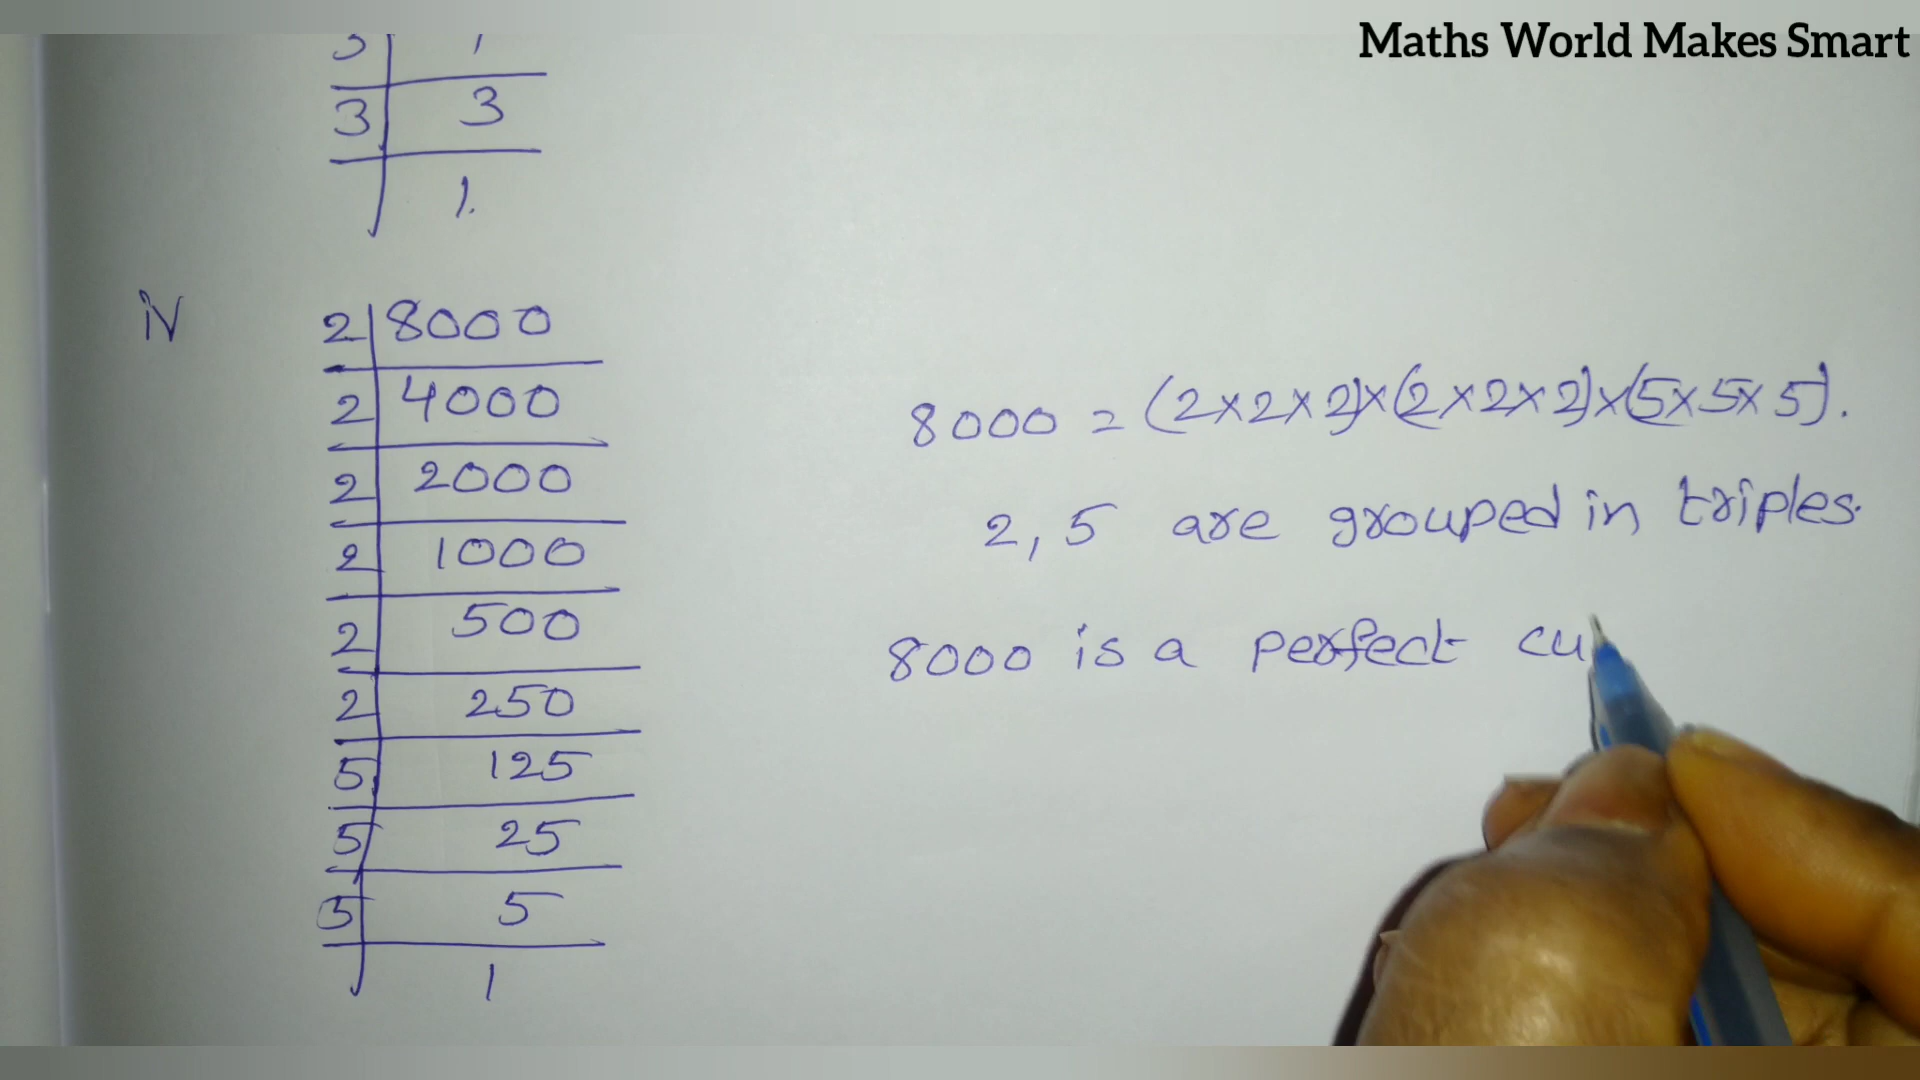 Maths World Makes Smart
3 | 3
1.
iv
2 | 8000
2 | 4000
2 | 2000
2 | 1000
2 | 500
2 | 250
5 | 125
5 | 25
5 | 5
1
8000 = (2×2×2)×(2×2×2)×(5×5×5).
2, 5 are grouped in triples.
8000 is a perfect cu